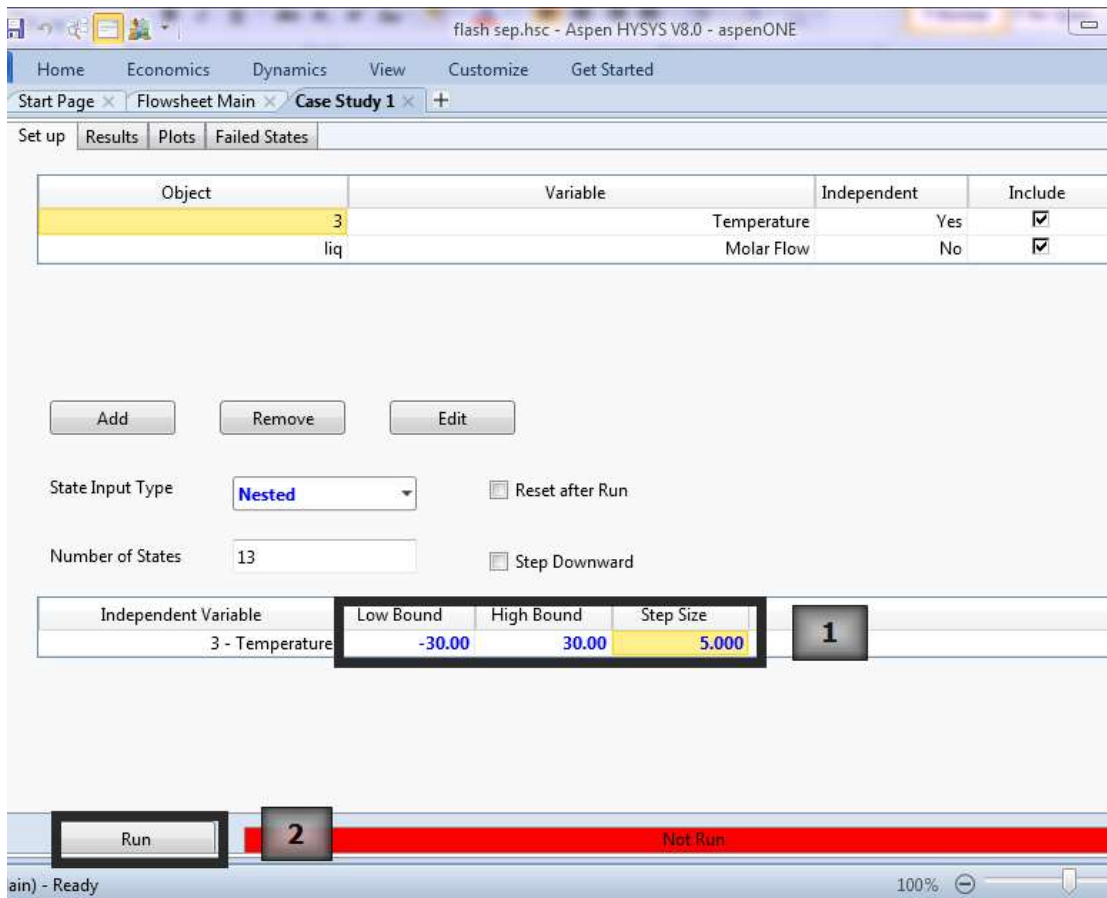 flash sep.hsc - Aspen HYSYS V8.0 - aspenONE
Home Economics Dynamics View Customize Get Started
Start Page Flowsheet Main Case Study 1 +
Set up Results Plots Failed States
Object Variable Independent Include
3 Temperature Yes
liq Molar Flow No
Add Remove Edit
State Input Type Nested Reset after Run
Number of States 13 Step Downward
Independent Variable Low Bound High Bound Step Size
3 - Temperature -30.00 30.00 5.000 1
Run 2 Not Run
ain) - Ready 100%